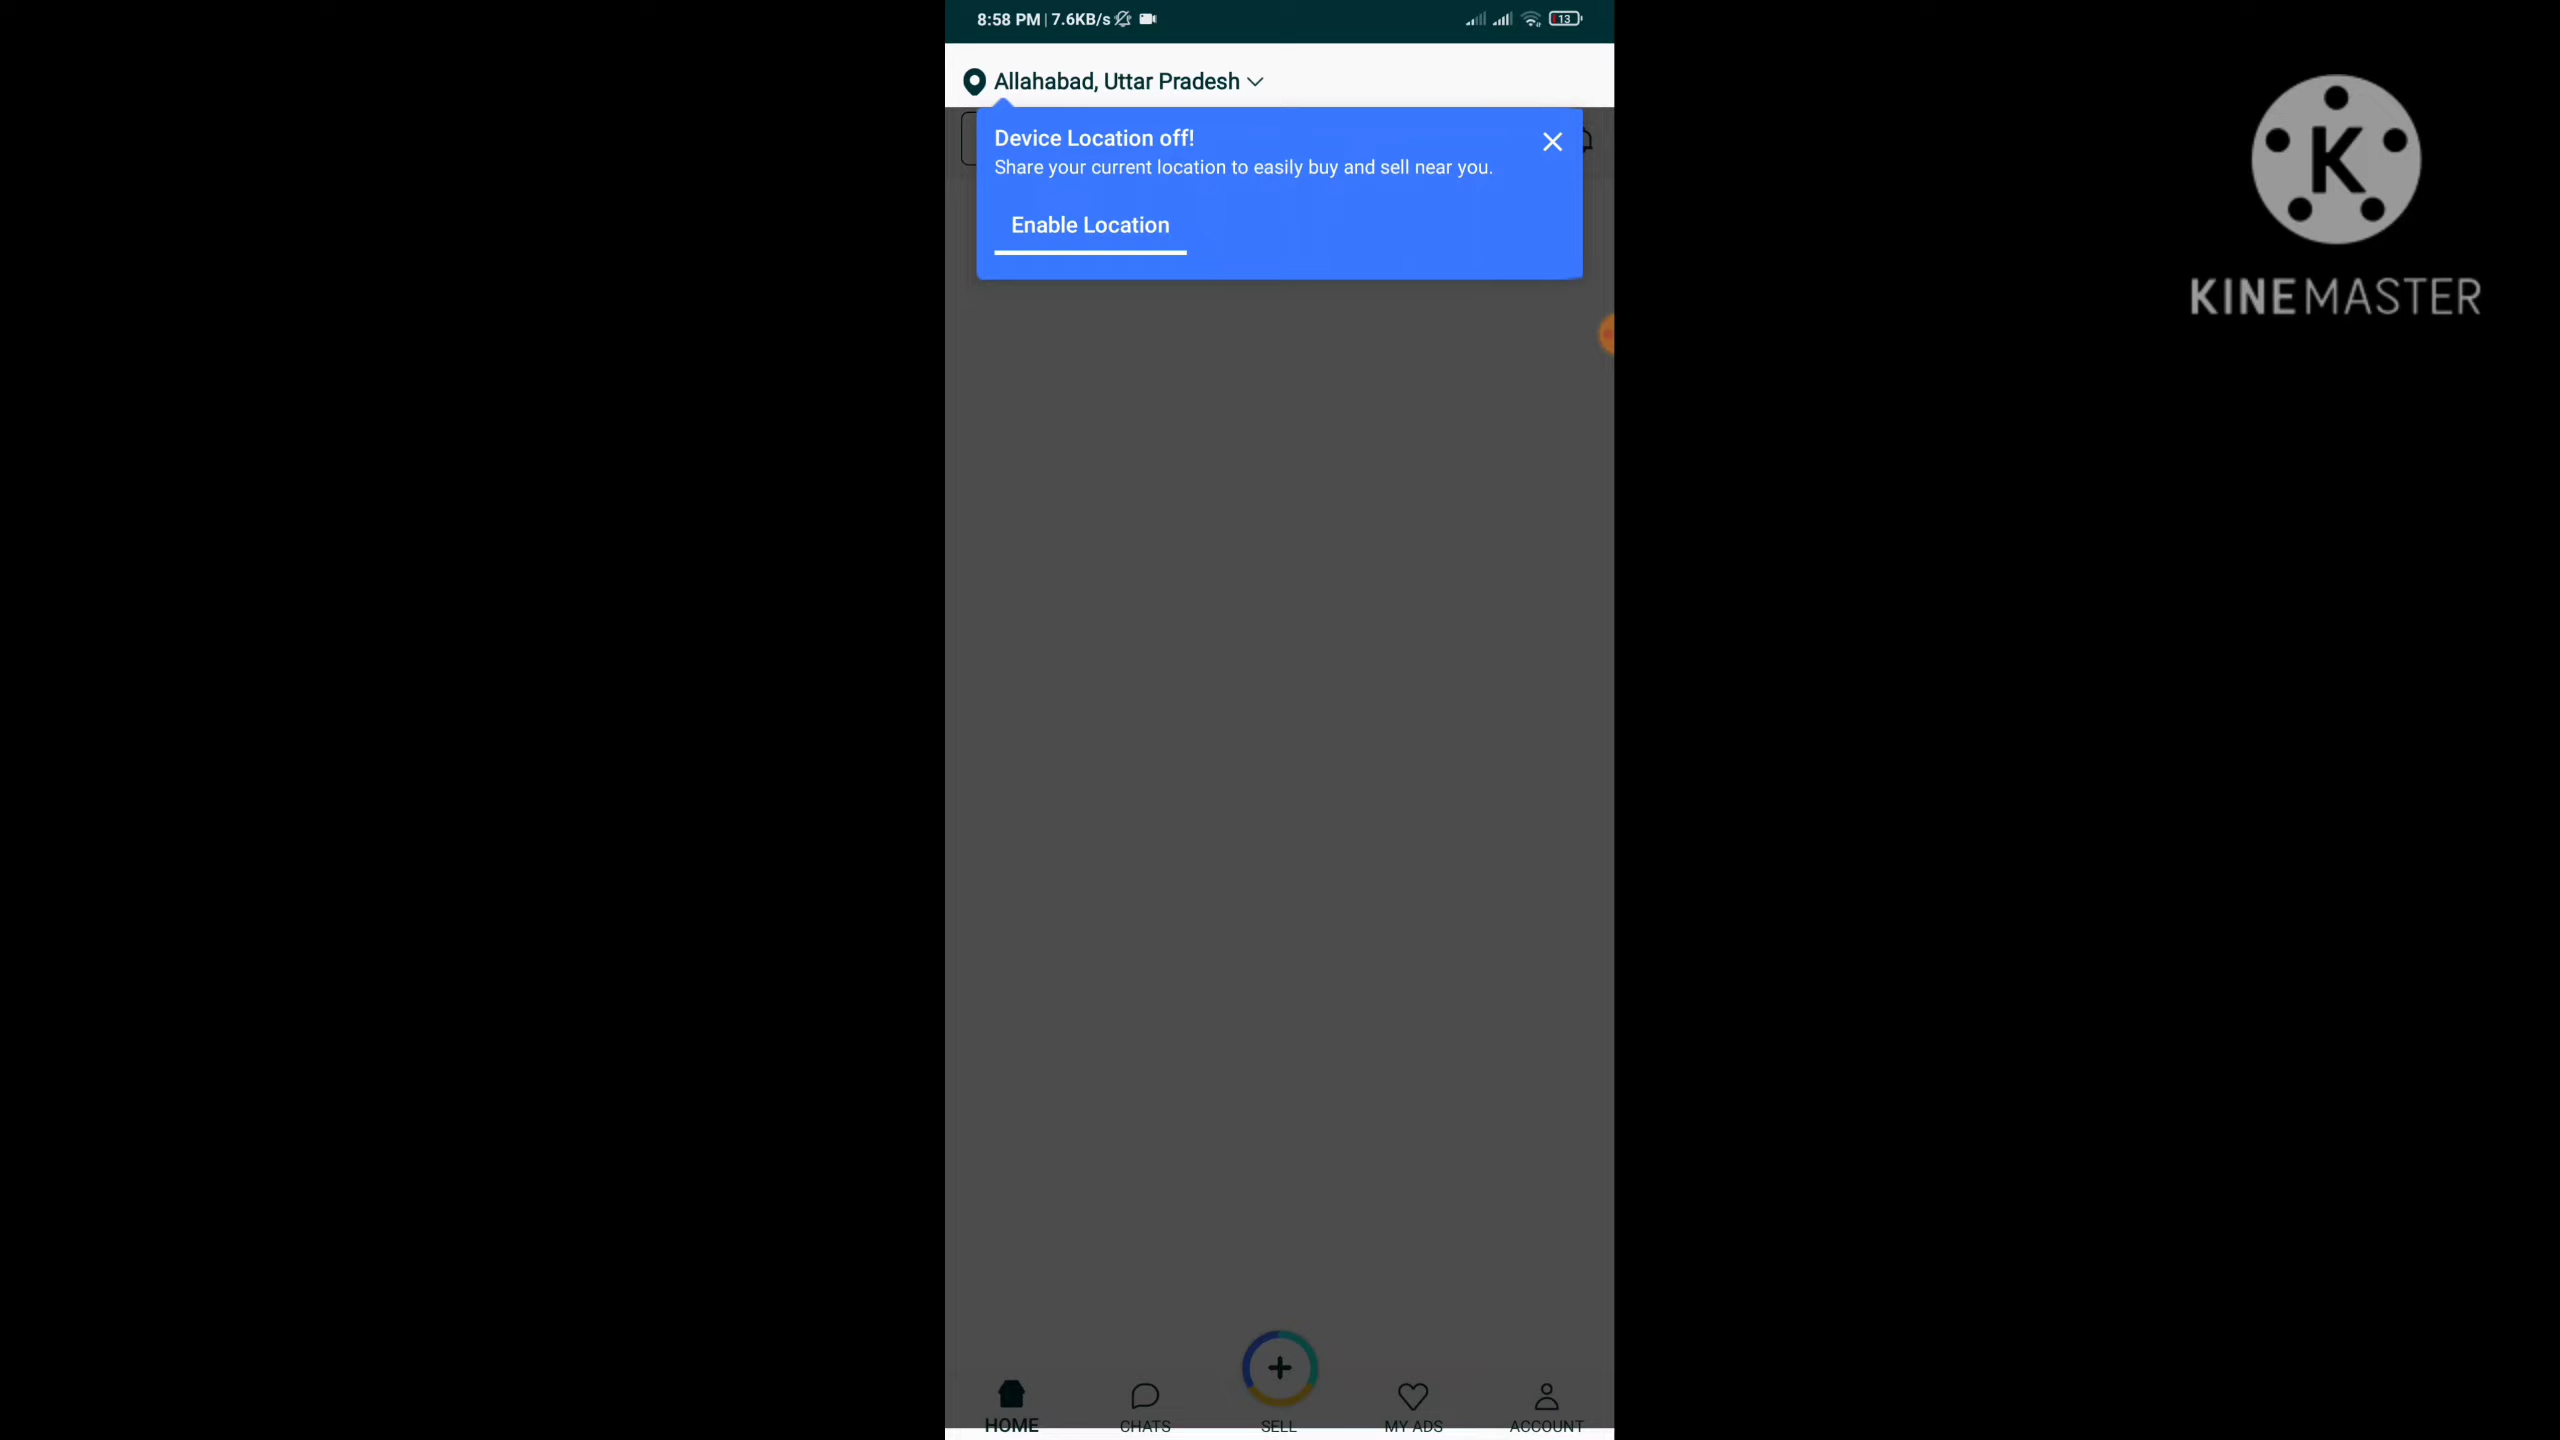 8:58 PM | 7.6KB/s
13
Allahabad, Uttar Pradesh
Device Location off!
Share your current location to easily buy and sell near you.
Enable Location
K
KINEMASTER
HOME
CHATS
SELL
MY ADS
ACCOUNT